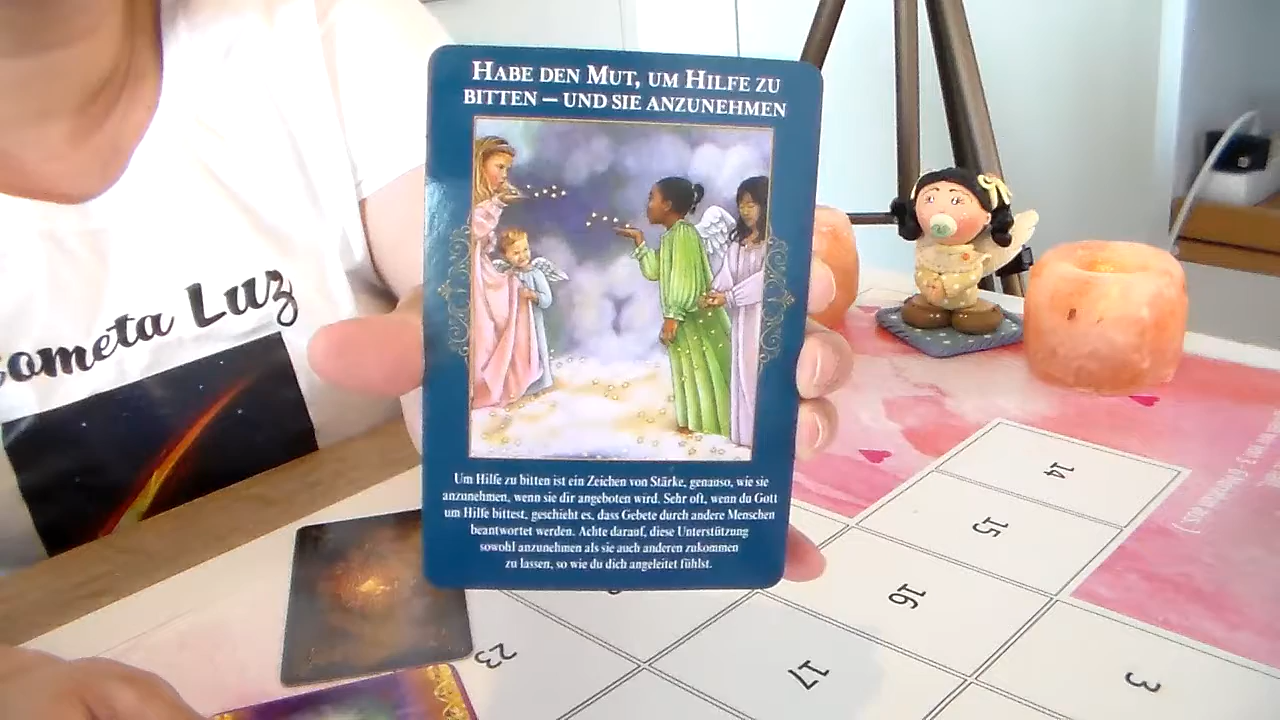 HABE DEN MUT, UM HILFE ZU
BITTEN – UND SIE ANZUNEHMEN
Um Hilfe zu bitten ist ein Zeichen von Stärke, genauso, wie sie
anzunehmen, wenn sie dir angeboten wird. Sehr oft, wenn du Gott
um Hilfe bittest, geschieht es, dass Gebete durch andere Menschen
beantwortet werden. Achte darauf, diese Unterstützung
sowohl anzunehmen als sie auch anderen zukommen
zu lassen, so wie du dich angeleitet fühlst.
ometa Luz
14
15
16
17
23
3